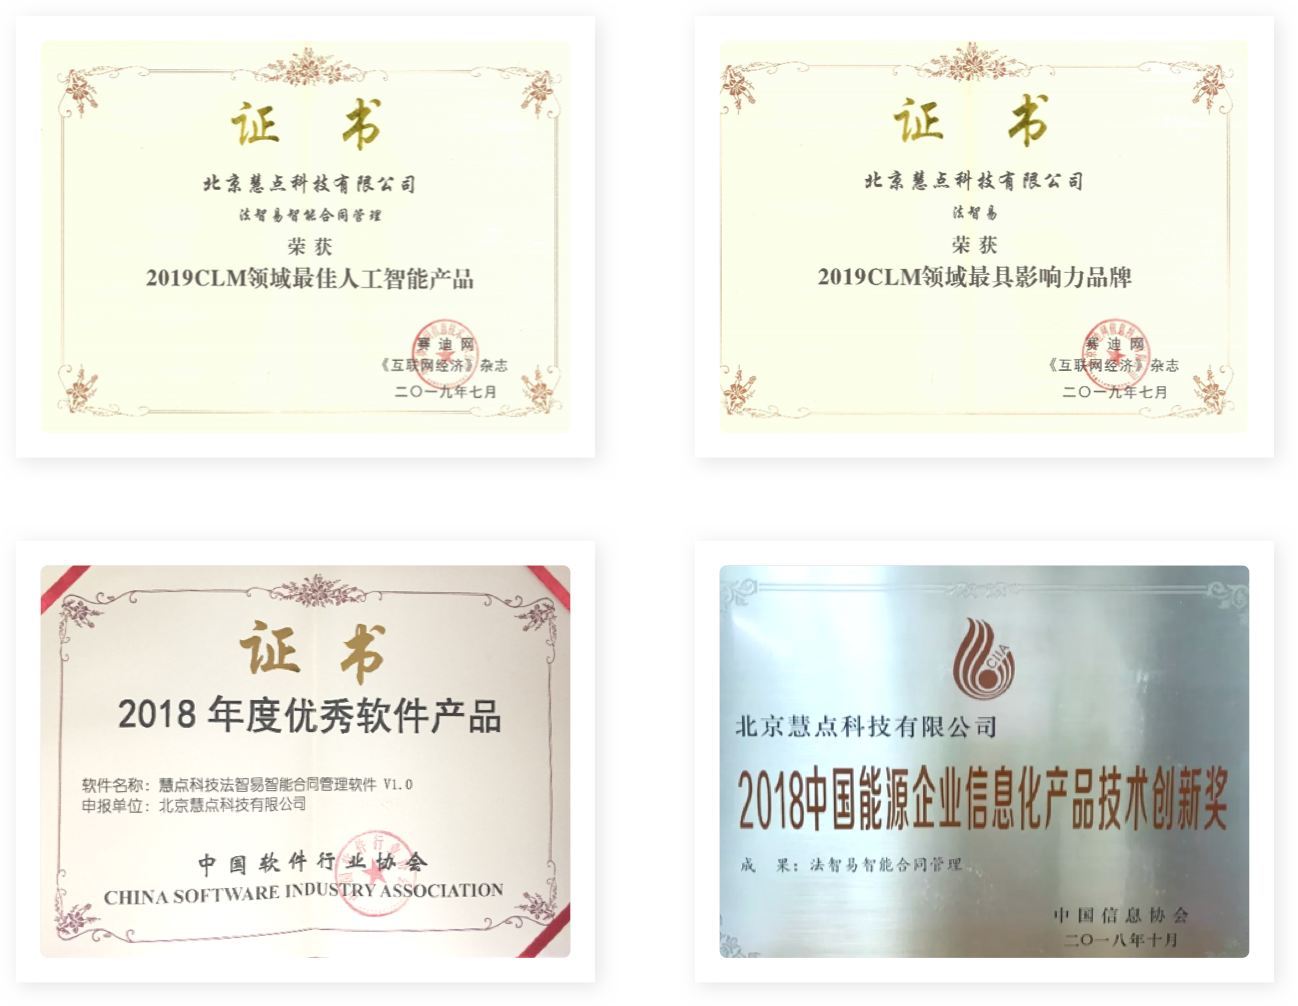 证 书
北京慧点科技有限公司
法智易智能合同管理
荣 获
2019CLM领域最佳人工智能产品
赛 迪 网
《互联网经济》杂志
二〇一九年七月
证 书
北京慧点科技有限公司
法智易
荣 获
2019CLM领域最具影响力品牌
赛 迪 网
《互联网经济》杂志
二〇一九年七月
证 书
2018 年度优秀软件产品
软件名称：慧点科技法智易智能合同管理软件 V1.0
申报单位：北京慧点科技有限公司
中国软件行业协会
CHINA SOFTWARE INDUSTRY ASSOCIATION
CIIA
北京慧点科技有限公司
2018中国能源企业信息化产品技术创新奖
成 果：法智易智能合同管理
中国信息协会
二〇一八年十月